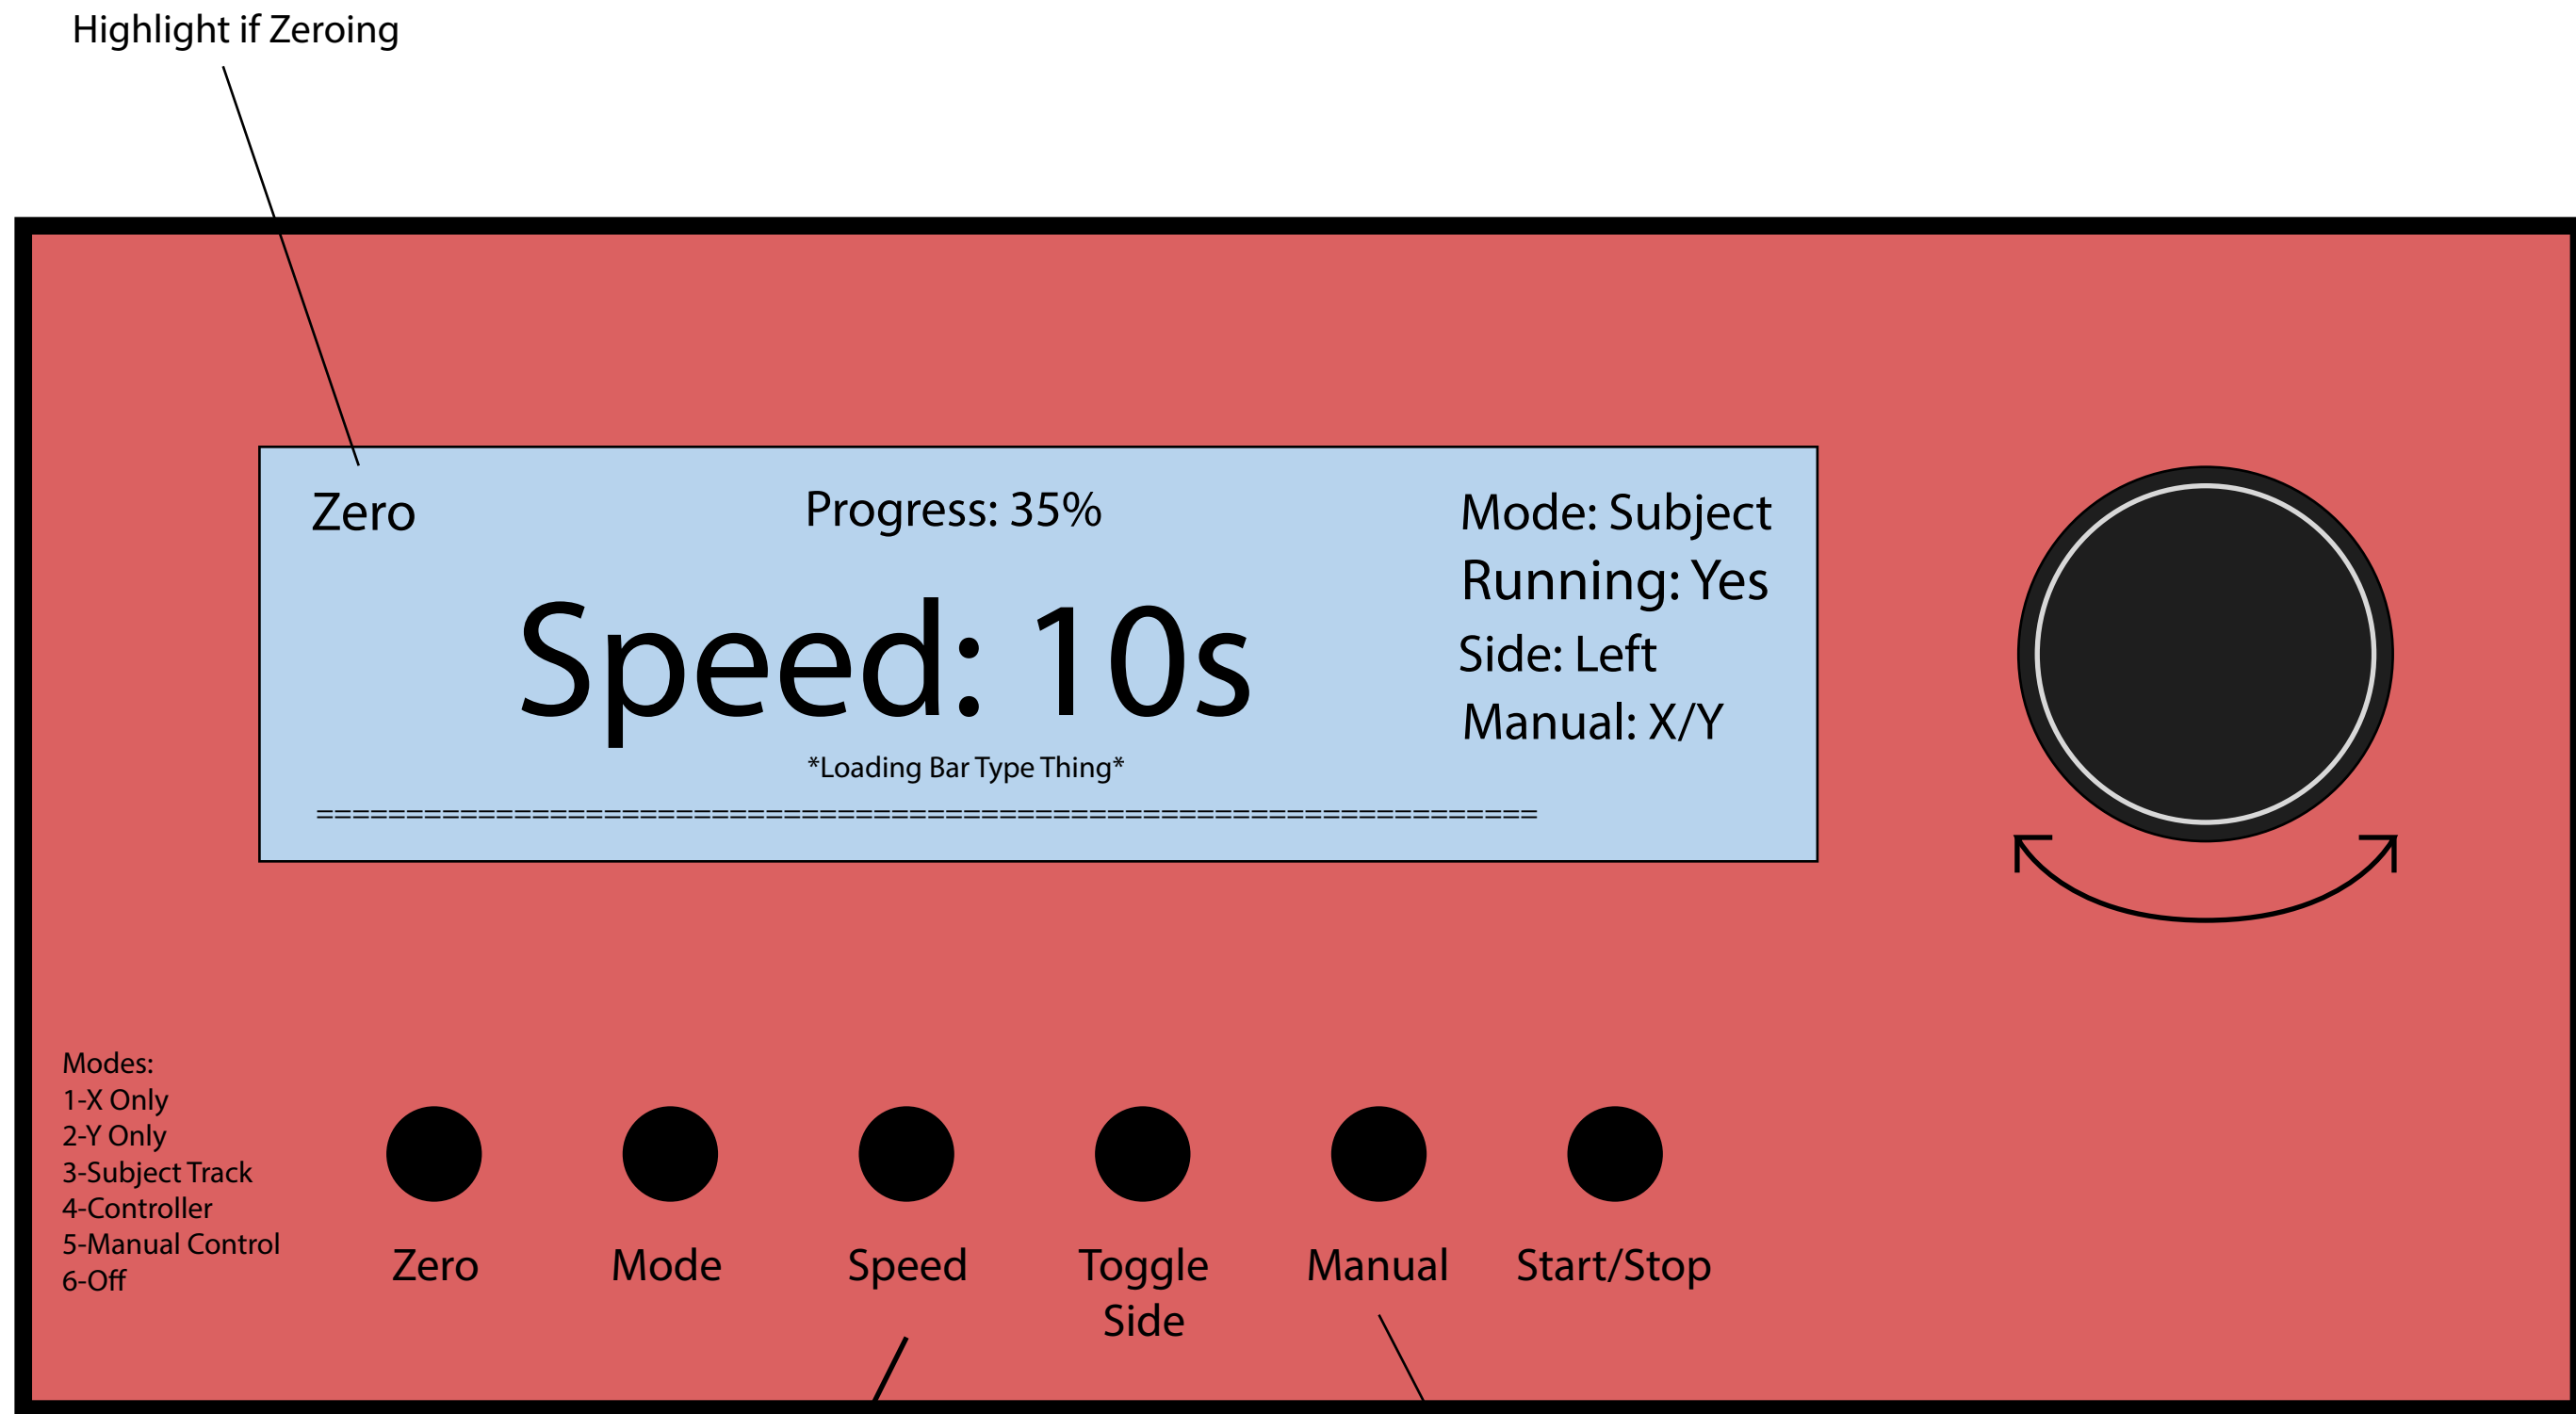 Highlight if Zeroing
Zero
Progress: 35%
Mode: Subject
Running: Yes
Speed: 10s
Side: Left
Manual: X/Y
*Loading Bar Type Thing*
====================================================================
Modes:
1-X Only
2-Y Only
3-Subject Track
4-Controller
5-Manual Control
6-Off
Zero
Mode
Speed
Toggle
Side
Manual
Start/Stop